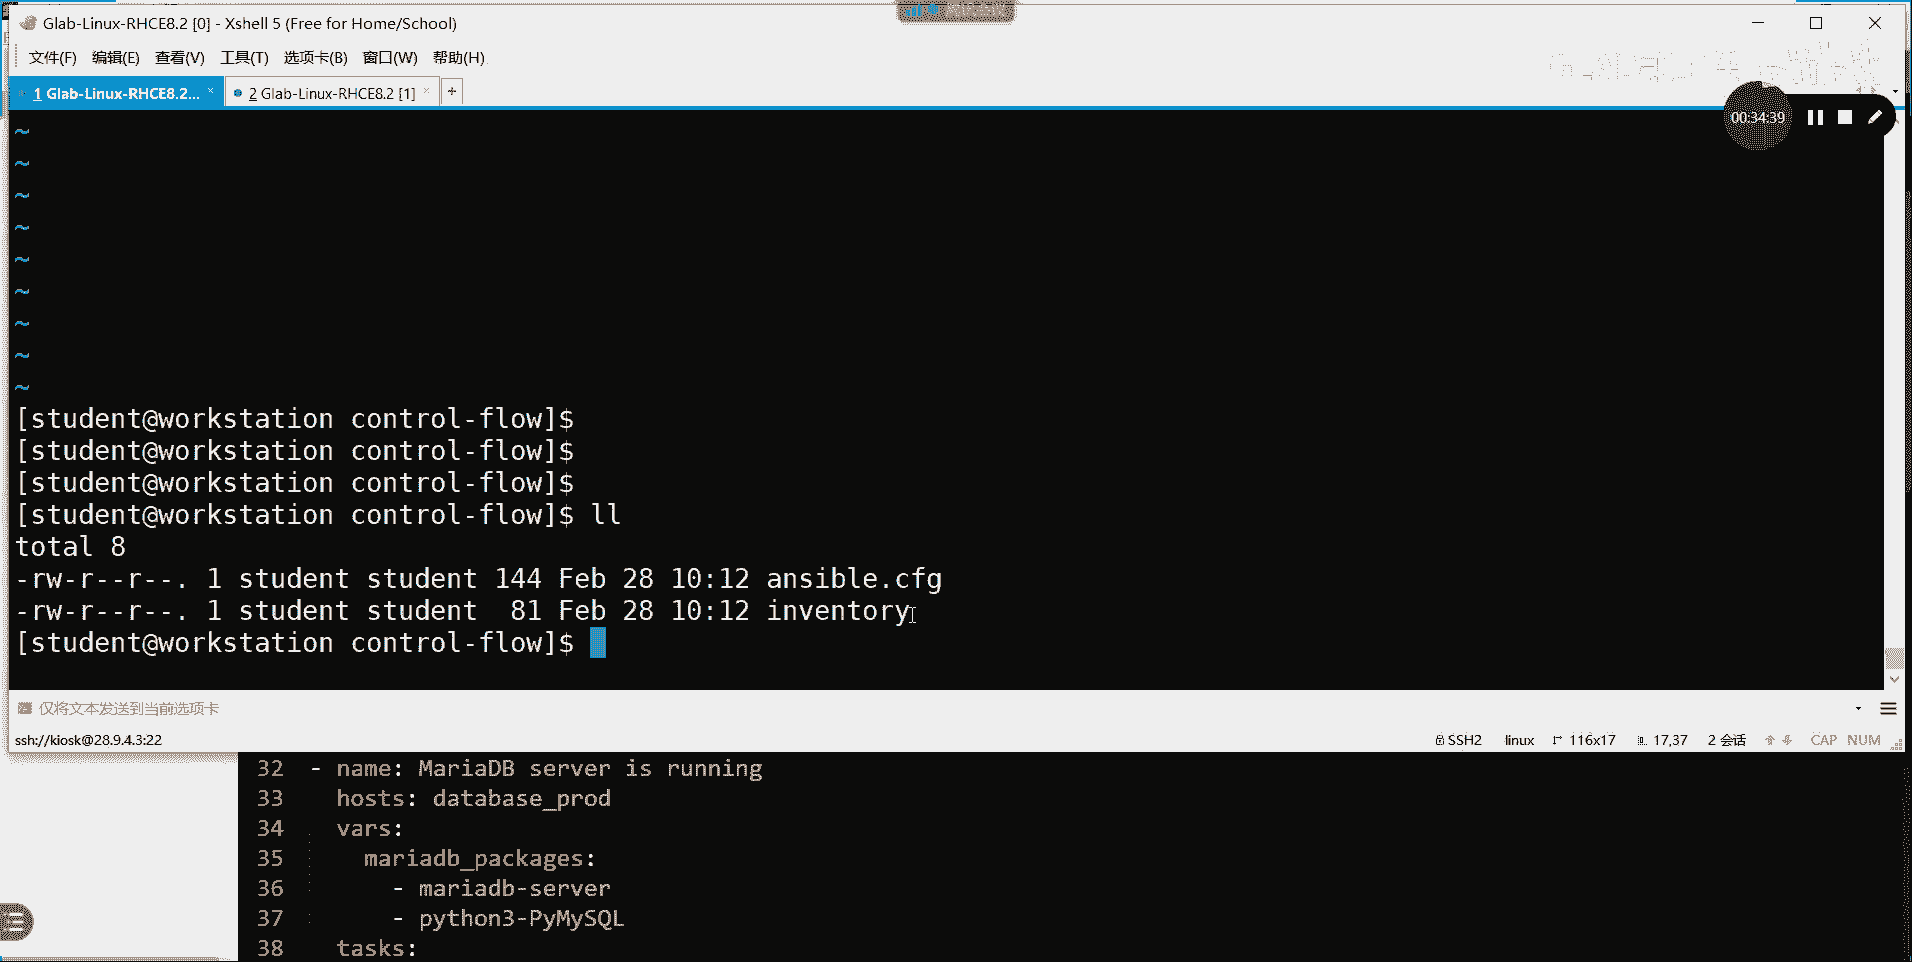 Glab-Linux-RHCE8.2 [0] - Xshell 5 (Free for Home/School)
文件(F) 编辑(E) 查看(V) 工具(T) 选项卡(B) 窗口(W) 帮助(H)
1 Glab-Linux-RHCE8.2... × 2 Glab-Linux-RHCE8.2 [1] × +
00:34:39
~
~
~
~
~
~
~
~
~
[student@workstation control-flow]$
[student@workstation control-flow]$
[student@workstation control-flow]$
[student@workstation control-flow]$ ll
total 8
-rw-r--r--. 1 student student 144 Feb 28 10:12 ansible.cfg
-rw-r--r--. 1 student student  81 Feb 28 10:12 inventory
[student@workstation control-flow]$
仅将文本发送到当前选项卡
ssh://kiosk@28.9.4.3:22 SSH2 linux 116x17 17,37 2 会话 CAP NUM
32 - name: MariaDB server is running
33 hosts: database_prod
34 vars:
35 mariadb_packages:
36 - mariadb-server
37 - python3-PyMySQL
38 tasks: